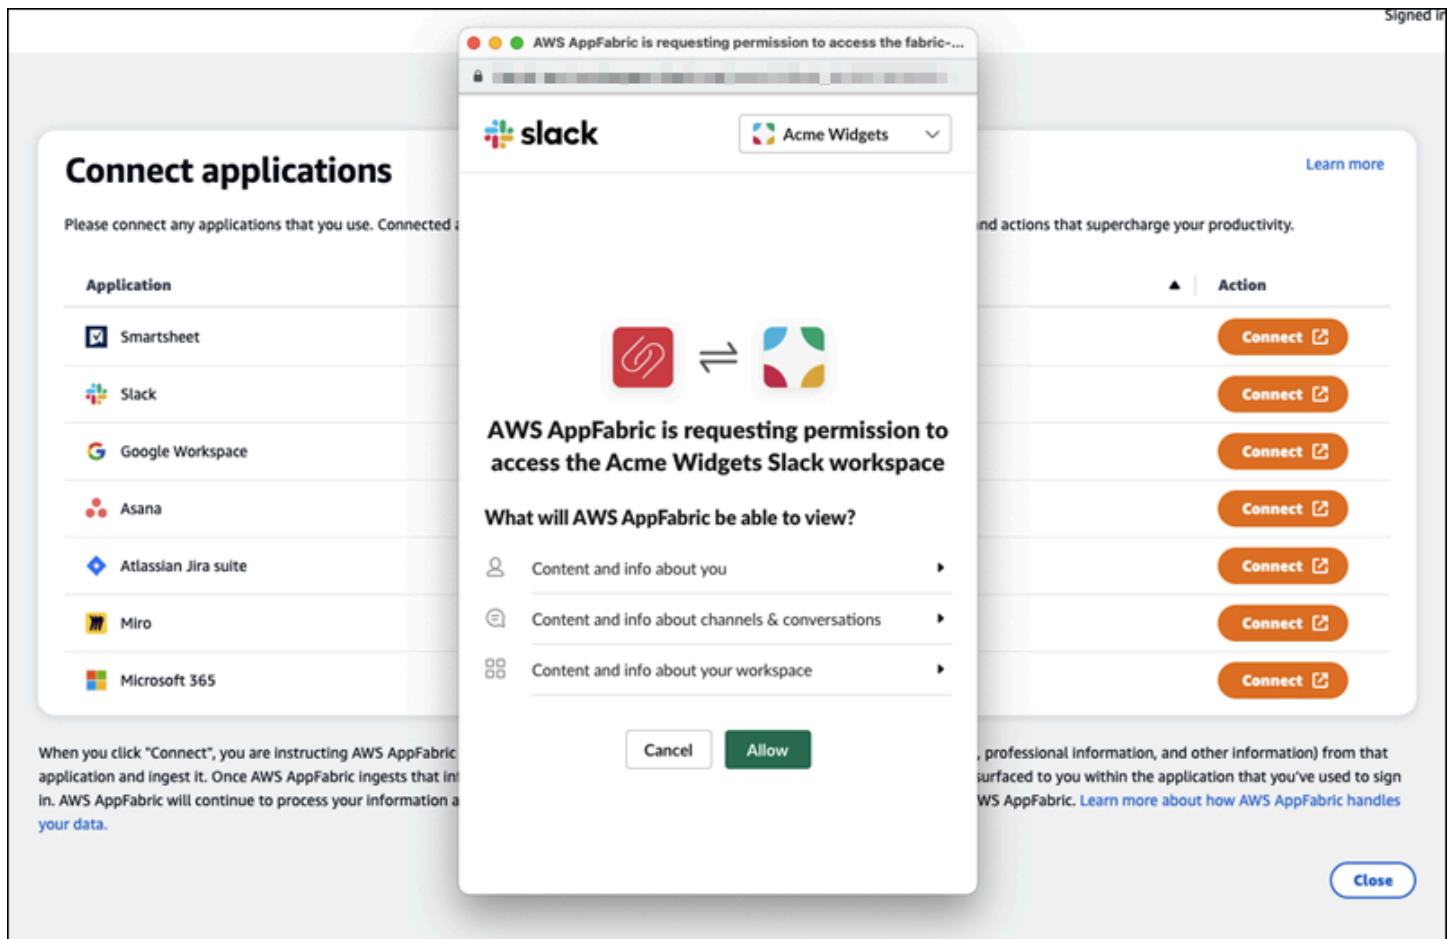 Signed in
AWS AppFabric is requesting permission to access the fabric-...
slack
Acme Widgets
Connect applications
Learn more
Please connect any applications that you use. Connected
and actions that supercharge your productivity.
Application
Action
Smartsheet
Connect
Slack
Connect
Google Workspace
Connect
Asana
Connect
Atlassian Jira suite
Connect
Miro
Connect
Microsoft 365
Connect
AWS AppFabric is requesting permission to
access the Acme Widgets Slack workspace
What will AWS AppFabric be able to view?
Content and info about you
Content and info about channels & conversations
Content and info about your workspace
Cancel
Allow
When you click "Connect", you are instructing AWS AppFabric
, professional information, and other information) from that
application and ingest it. Once AWS AppFabric ingests that
surfaced to you within the application that you've used to sign
in. AWS AppFabric will continue to process your information
AWS AppFabric. Learn more about how AWS AppFabric handles
your data.
Close